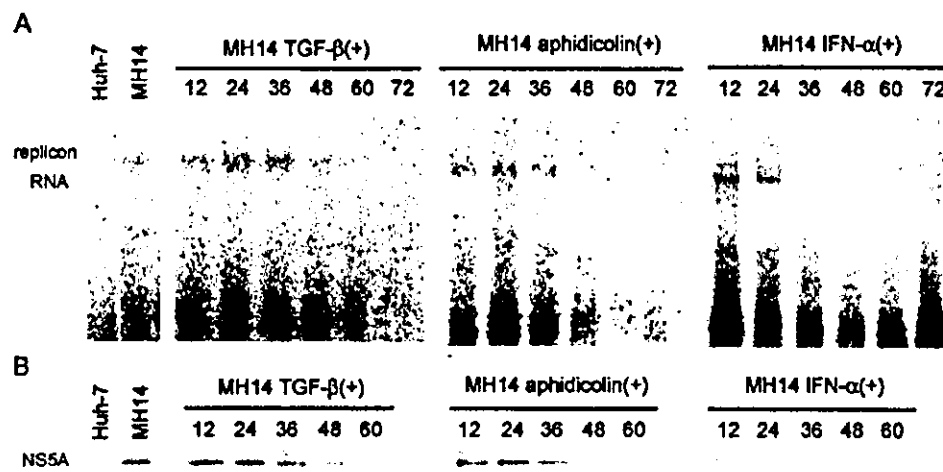 A
Huh-7
MH14
MH14 TGF-β(+)
MH14 aphidicolin(+)
MH14 IFN-α(+)
12 24 36 48 60 72
12 24 36 48 60 72
12 24 36 48 60 72
replicon
RNA
B
Huh-7
MH14
MH14 TGF-β(+)
MH14 aphidicolin(+)
MH14 IFN-α(+)
12 24 36 48 60
12 24 36 48 60
12 24 36 48 60
NS5A